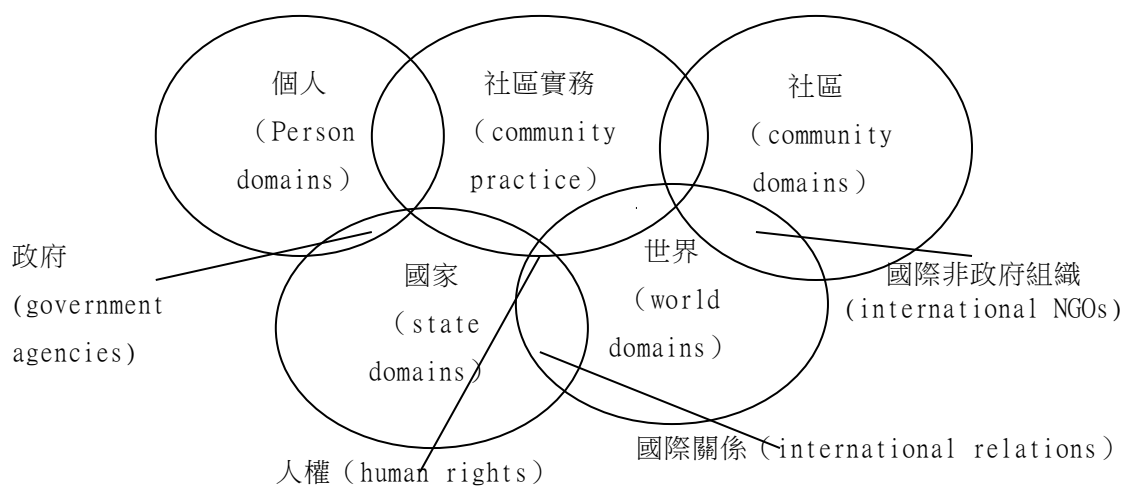 個人
（Person
domains）
社區實務
（community
practice）
社區
（community
domains）
政府
(government
agencies)
國家
（state
domains）
世界
（world
domains）
國際非政府組織
(international NGOs)
人權（human rights）
國際關係（international relations）